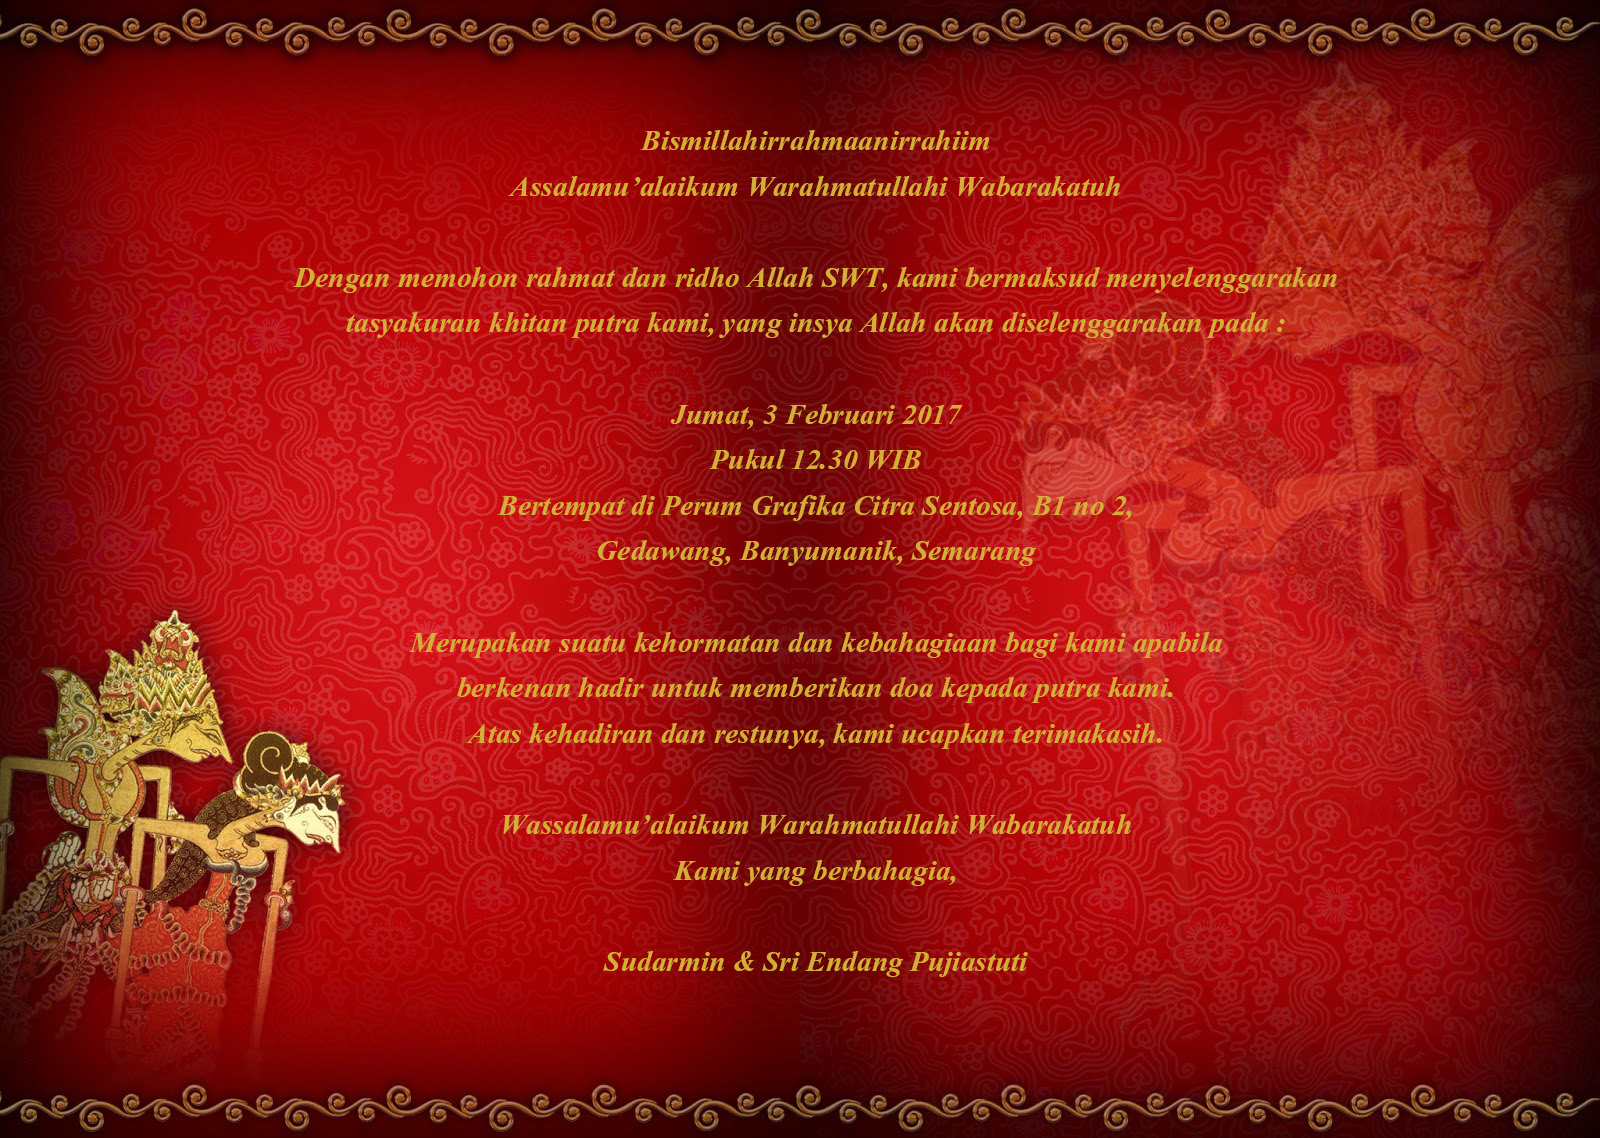 Bismillahirrahmaanirrahiim
Assalamu’alaikum Warahmatullahi Wabarakatuh
Dengan memohon rahmat dan ridho Allah SWT, kami bermaksud menyelenggarakan
tasyakuran khitan putra kami, yang insya Allah akan diselenggarakan pada :
Jumat, 3 Februari 2017
Pukul 12.30 WIB
Bertempat di Perum Grafika Citra Sentosa, B1 no 2,
Gedawang, Banyumanik, Semarang
Merupakan suatu kehormatan dan kebahagiaan bagi kami apabila
berkenan hadir untuk memberikan doa kepada putra kami.
Atas kehadiran dan restunya, kami ucapkan terimakasih.
Wassalamu’alaikum Warahmatullahi Wabarakatuh
Kami yang berbahagia,
Sudarmin & Sri Endang Pujiastuti